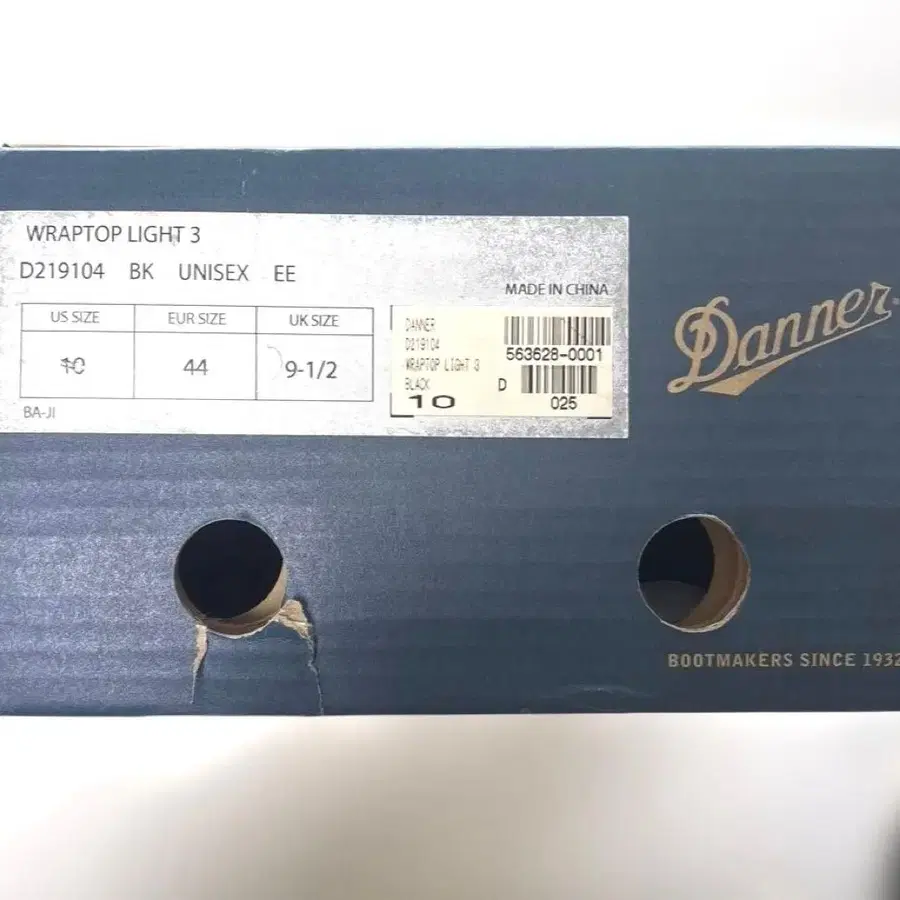 WRAPTOP LIGHT 3
D219104 BK UNISEX EE
MADE IN CHINA
US SIZE EUR SIZE UK SIZE
10 44 9-1/2
BA-JI
DANNER
D219104
563628-0001
WRAPTOP LIGHT 3
BLACK D
10 025
Danner
BOOTMAKERS SINCE 1932